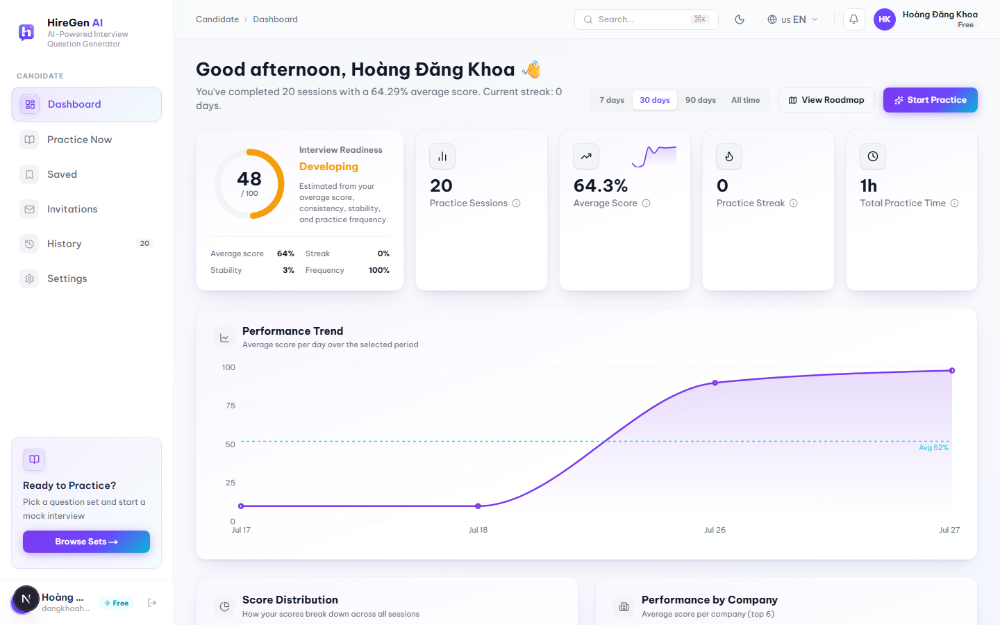 HireGen AI
AI-Powered Interview
Question Generator
CANDIDATE
Dashboard
Practice Now
Saved
Invitations
History
20
Settings
Ready to Practice?
Pick a question set and start a
mock interview
Browse Sets →
N
Hoàng ...
dangkhoah...
Free
Candidate > Dashboard
Search...
⌘K
US EN
HK
Hoàng Đăng Khoa
Free
Good afternoon, Hoàng Đăng Khoa 👋
You've completed 20 sessions with a 64.29% average score. Current streak: 0
days.
7 days
30 days
90 days
All time
View Roadmap
Start Practice
48
/ 100
Interview Readiness
Developing
Estimated from your
average score,
consistency, stability,
and practice frequency.
Average score 64%
Streak 0%
Stability 3%
Frequency 100%
20
Practice Sessions
64.3%
Average Score
0
Practice Streak
1h
Total Practice Time
Performance Trend
Average score per day over the selected period
100
75
50
25
0
Avg 52%
Jul 17
Jul 18
Jul 26
Jul 27
Score Distribution
How your scores break down across all sessions
Performance by Company
Average score per company (top 6)